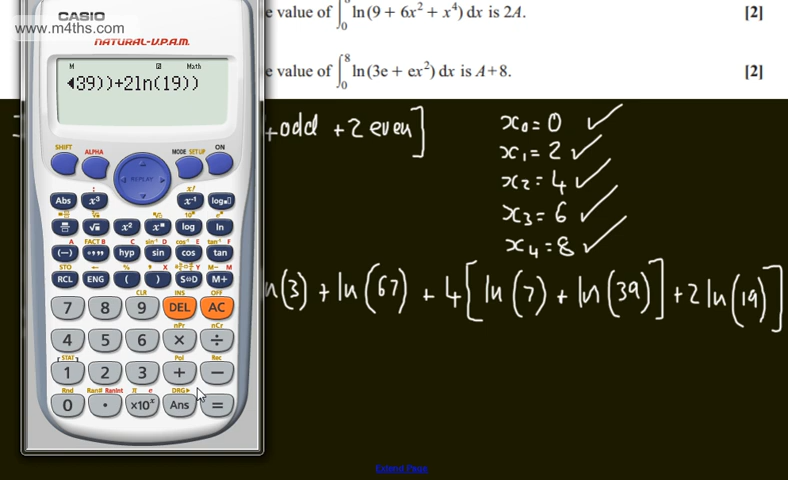 www.m4ths.com
CASIO
NATURAL-V.P.A.M.
M Math
39))+2ln(19))
SHIFT ALPHA MODE SETUP ON
REPLAY
Abs x³ x⁻¹ log
x² log ln
(−) hyp sin cos tan
RCL ENG ( ) S⇔D M+
7 8 9 DEL AC
4 5 6 × ÷
1 2 3 + −
0 • ×10ˣ Ans =
e value of ∫₀ ln(9 + 6x² + x⁴) dx is 2A. [2]
e value of ∫₀⁸ ln(3e + ex²) dx is A + 8. [2]
+odd + 2 even]
x₀ = 0 ✓
x₁ = 2 ✓
x₂ = 4 ✓
x₃ = 6 ✓
x₄ = 8 ✓
n(3) + ln(67) + 4[ln(7) + ln(39)] + 2 ln(19)]
Extend Page